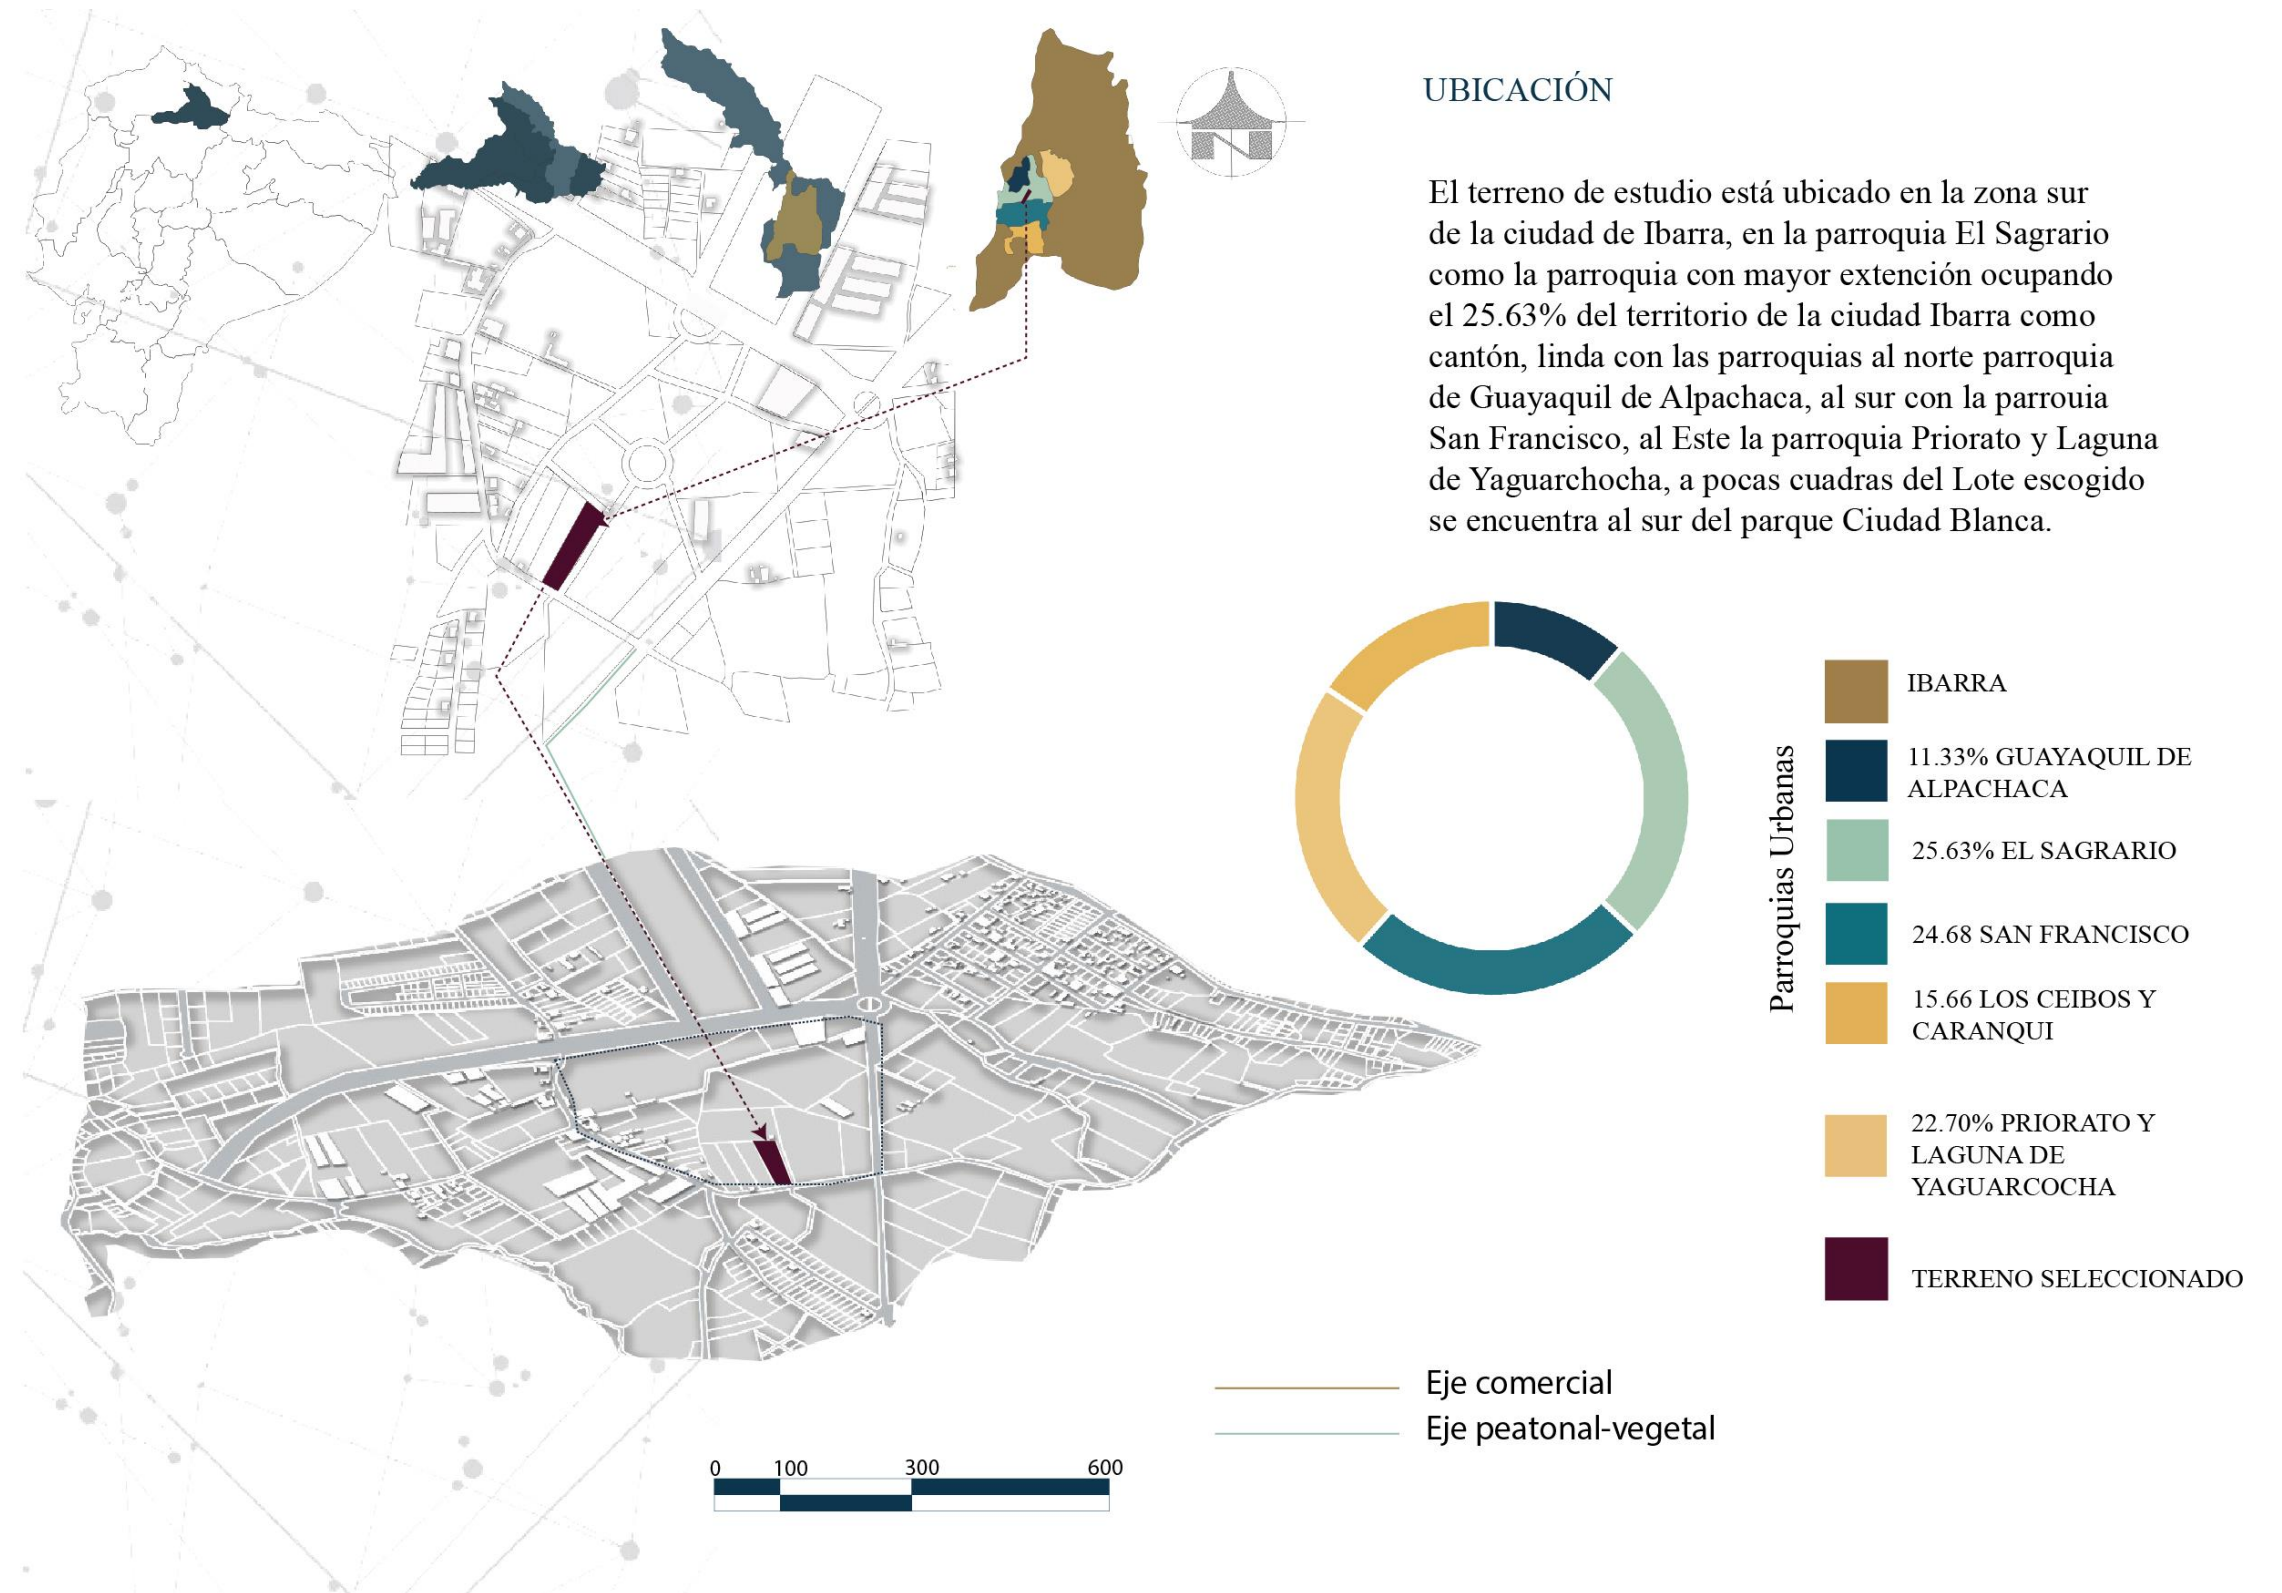 UBICACIÓN
El terreno de estudio está ubicado en la zona sur
de la ciudad de Ibarra, en la parroquia El Sagrario
como la parroquia con mayor extención ocupando
el 25.63% del territorio de la ciudad Ibarra como
cantón, linda con las parroquias al norte parroquia
de Guayaquil de Alpachaca, al sur con la parrouia
San Francisco, al Este la parroquia Priorato y Laguna
de Yaguarchocha, a pocas cuadras del Lote escogido
se encuentra al sur del parque Ciudad Blanca.
N
Parroquias Urbanas
IBARRA
11.33% GUAYAQUIL DE
ALPACHACA
25.63% EL SAGRARIO
24.68 SAN FRANCISCO
15.66 LOS CEIBOS Y
CARANQUI
22.70% PRIORATO Y
LAGUNA DE
YAGUARCOCHA
TERRENO SELECCIONADO
Eje comercial
Eje peatonal-vegetal
0 100 300 600